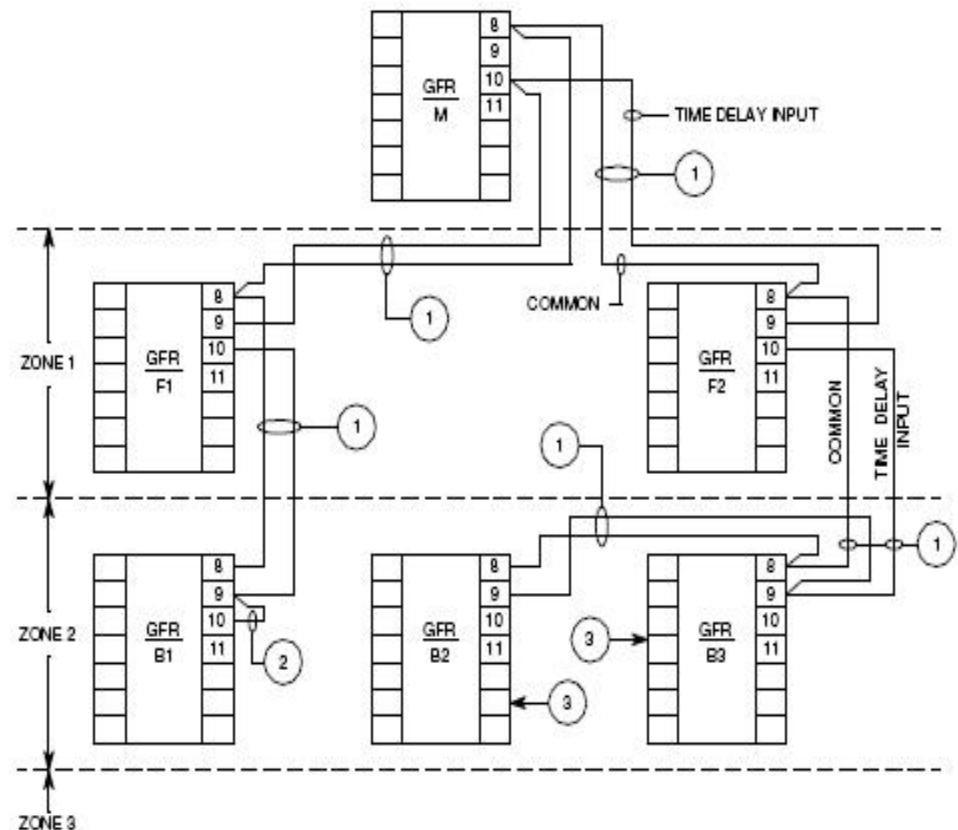 8
9
10
11
GFR
M
TIME DELAY INPUT
1
ZONE 1
8
9
10
11
GFR
F1
1
1
COMMON
1
8
9
10
11
GFR
F2
COMMON
TIME DELAY
INPUT
1
ZONE 2
8
9
10
11
GFR
B1
2
8
9
10
11
GFR
B2
3
3
8
9
10
11
GFR
B3
ZONE 3